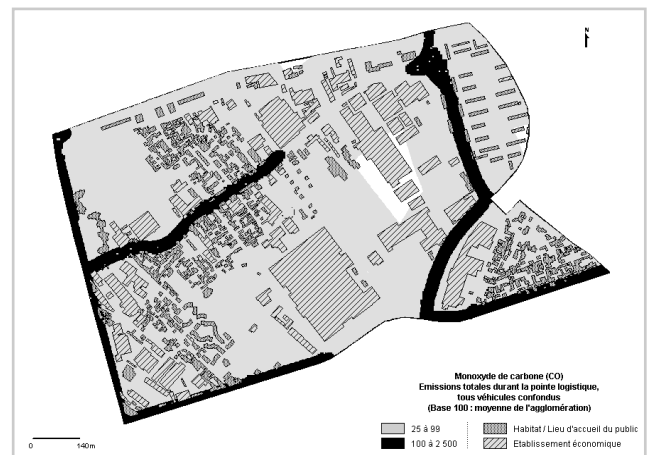 N
Monoxyde de carbone (CO)
Emissions totales durant la pointe logistique,
tous véhicules confondus
(Base 100 : moyenne de l'agglomération)
25 à 99
Habitat / Lieu d'accueil du public
100 à 2 500
Etablissement économique
0 140m